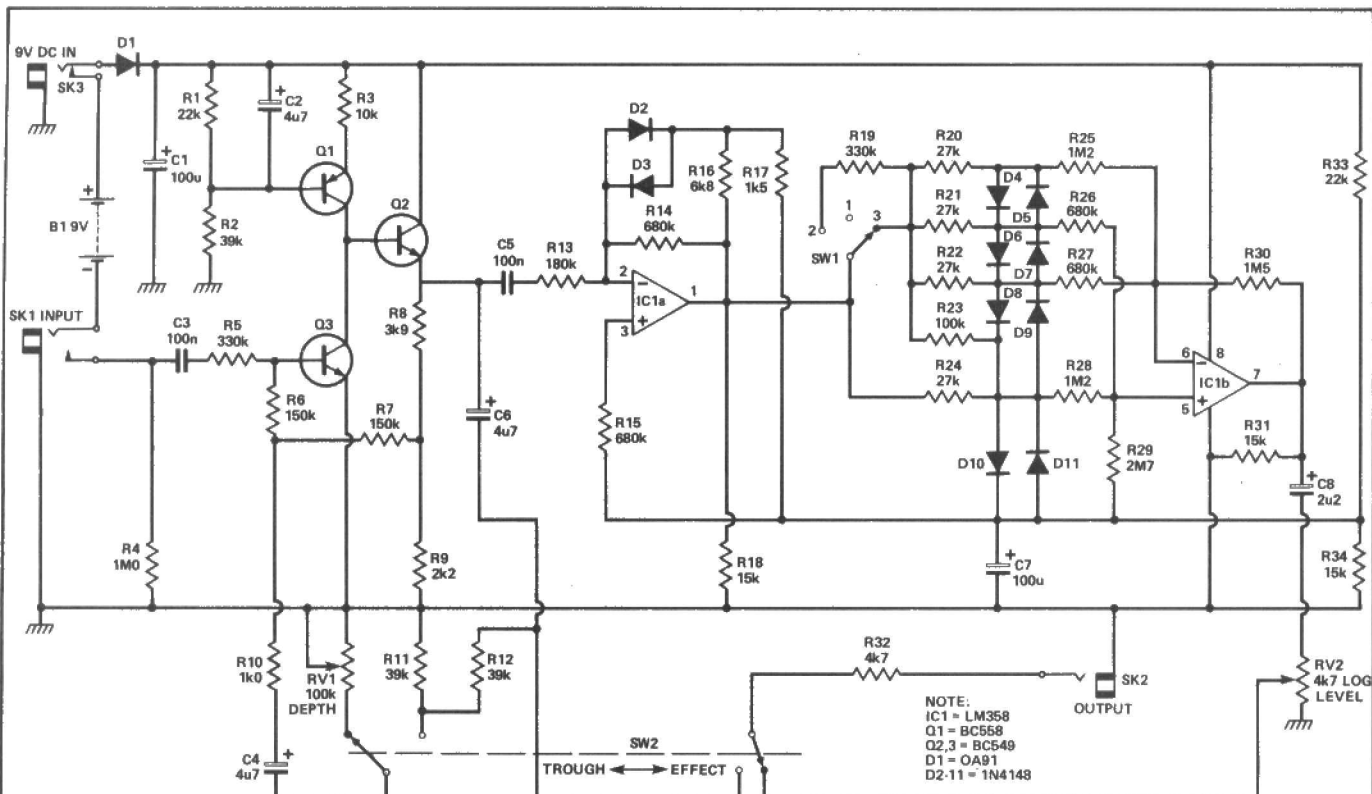 9V DC IN
SK3
D1
R1
22k
C2
4u7
R3
10k
C1
100u
Q1
Q2
B1 9V
R2
39k
SK1 INPUT
C3
100n
R5
330k
Q3
R6
150k
R7
150k
R8
3k9
C5
100n
R13
180k
C6
4u7
R4
1M0
R9
2k2
R10
1k0
RV1
100k
DEPTH
R11
39k
R12
39k
C4
4u7
D2
D3
R14
680k
R16
6k8
R17
1k5
2
IC1a
1
3
R15
680k
R18
15k
R19
330k
1
2
3
SW1
R20
27k
R21
27k
R22
27k
R23
100k
R24
27k
D4
D5
D6
D7
D8
D9
D10
D11
R25
1M2
R26
680k
R27
680k
R28
1M2
R29
2M7
R30
1M5
R33
22k
6
8
IC1b
7
5
R31
15k
C8
2u2
C7
100u
R34
15k
R32
4k7
SK2
OUTPUT
RV2
4k7 LOG
LEVEL
SW2
TROUGH EFFECT
NOTE:
IC1 = LM358
Q1 = BC558
Q2,3 = BC549
D1 = OA91
D2-11 = 1N4148